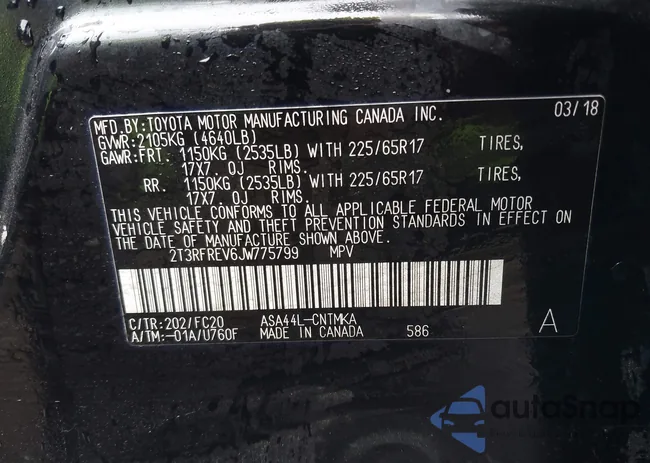 MFD.BY:TOYOTA MOTOR MANUFACTURING CANADA INC. 03/18
GVWR:2105KG (4640LB)
GAWR:FRT. 1150KG (2535LB) WITH 225/65R17 TIRES,
17X7. 0J RIMS.
RR. 1150KG (2535LB) WITH 225/65R17 TIRES,
17X7. 0J RIMS.
THIS VEHICLE CONFORMS TO ALL APPLICABLE FEDERAL MOTOR
VEHICLE SAFETY AND THEFT PREVENTION STANDARDS IN EFFECT ON
THE DATE OF MANUFACTURE SHOWN ABOVE.
2T3RFREV6JW775799 MPV
C/TR:202/FC20 ASA44L-CNTMKA
A/TM:-01A/U760F MADE IN CANADA 586 A
autoSnap